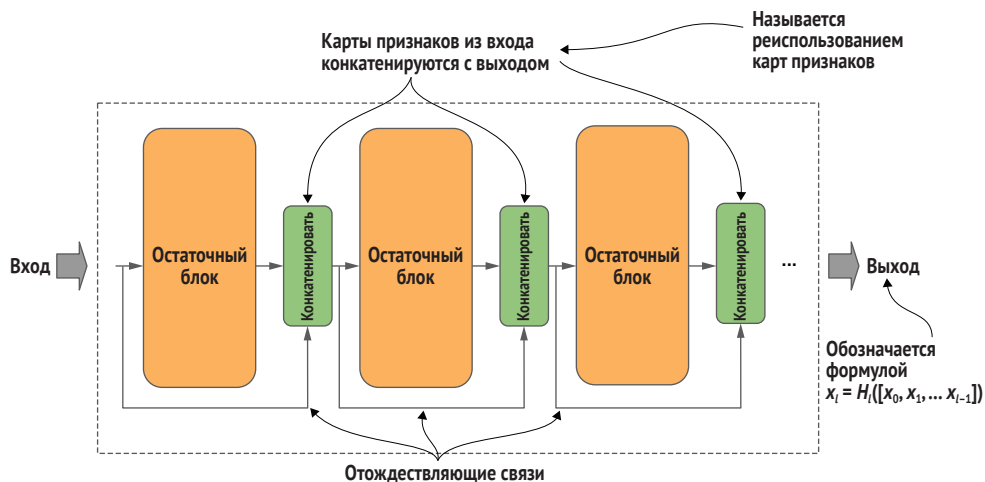 Называется
реиспользованием
карт признаков
Карты признаков из входа
конкатенируются с выходом
Вход
Остаточный
блок
Конкатенировать
Остаточный
блок
Конкатенировать
Остаточный
блок
Конкатенировать
...
Выход
Обозначается
формулой
xₗ = Hₗ([x₀, x₁, ... xₗ₋₁])
Отождествляющие связи